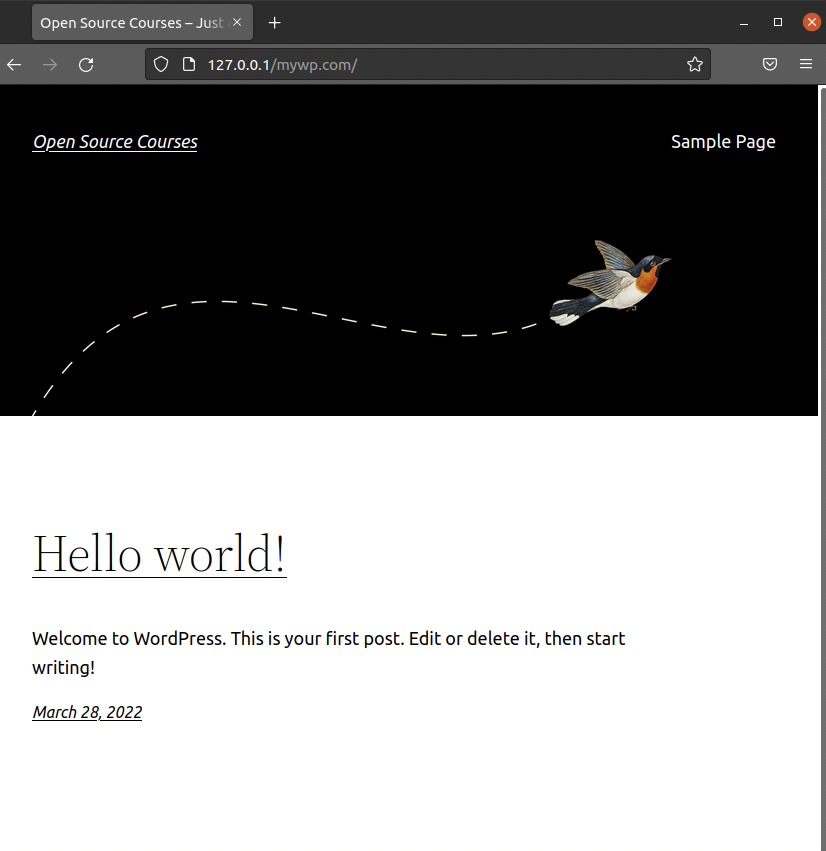 Open Source Courses – Just
127.0.0.1/mywp.com/
Open Source Courses
Sample Page
Hello world!
Welcome to WordPress. This is your first post. Edit or delete it, then start
writing!
March 28, 2022